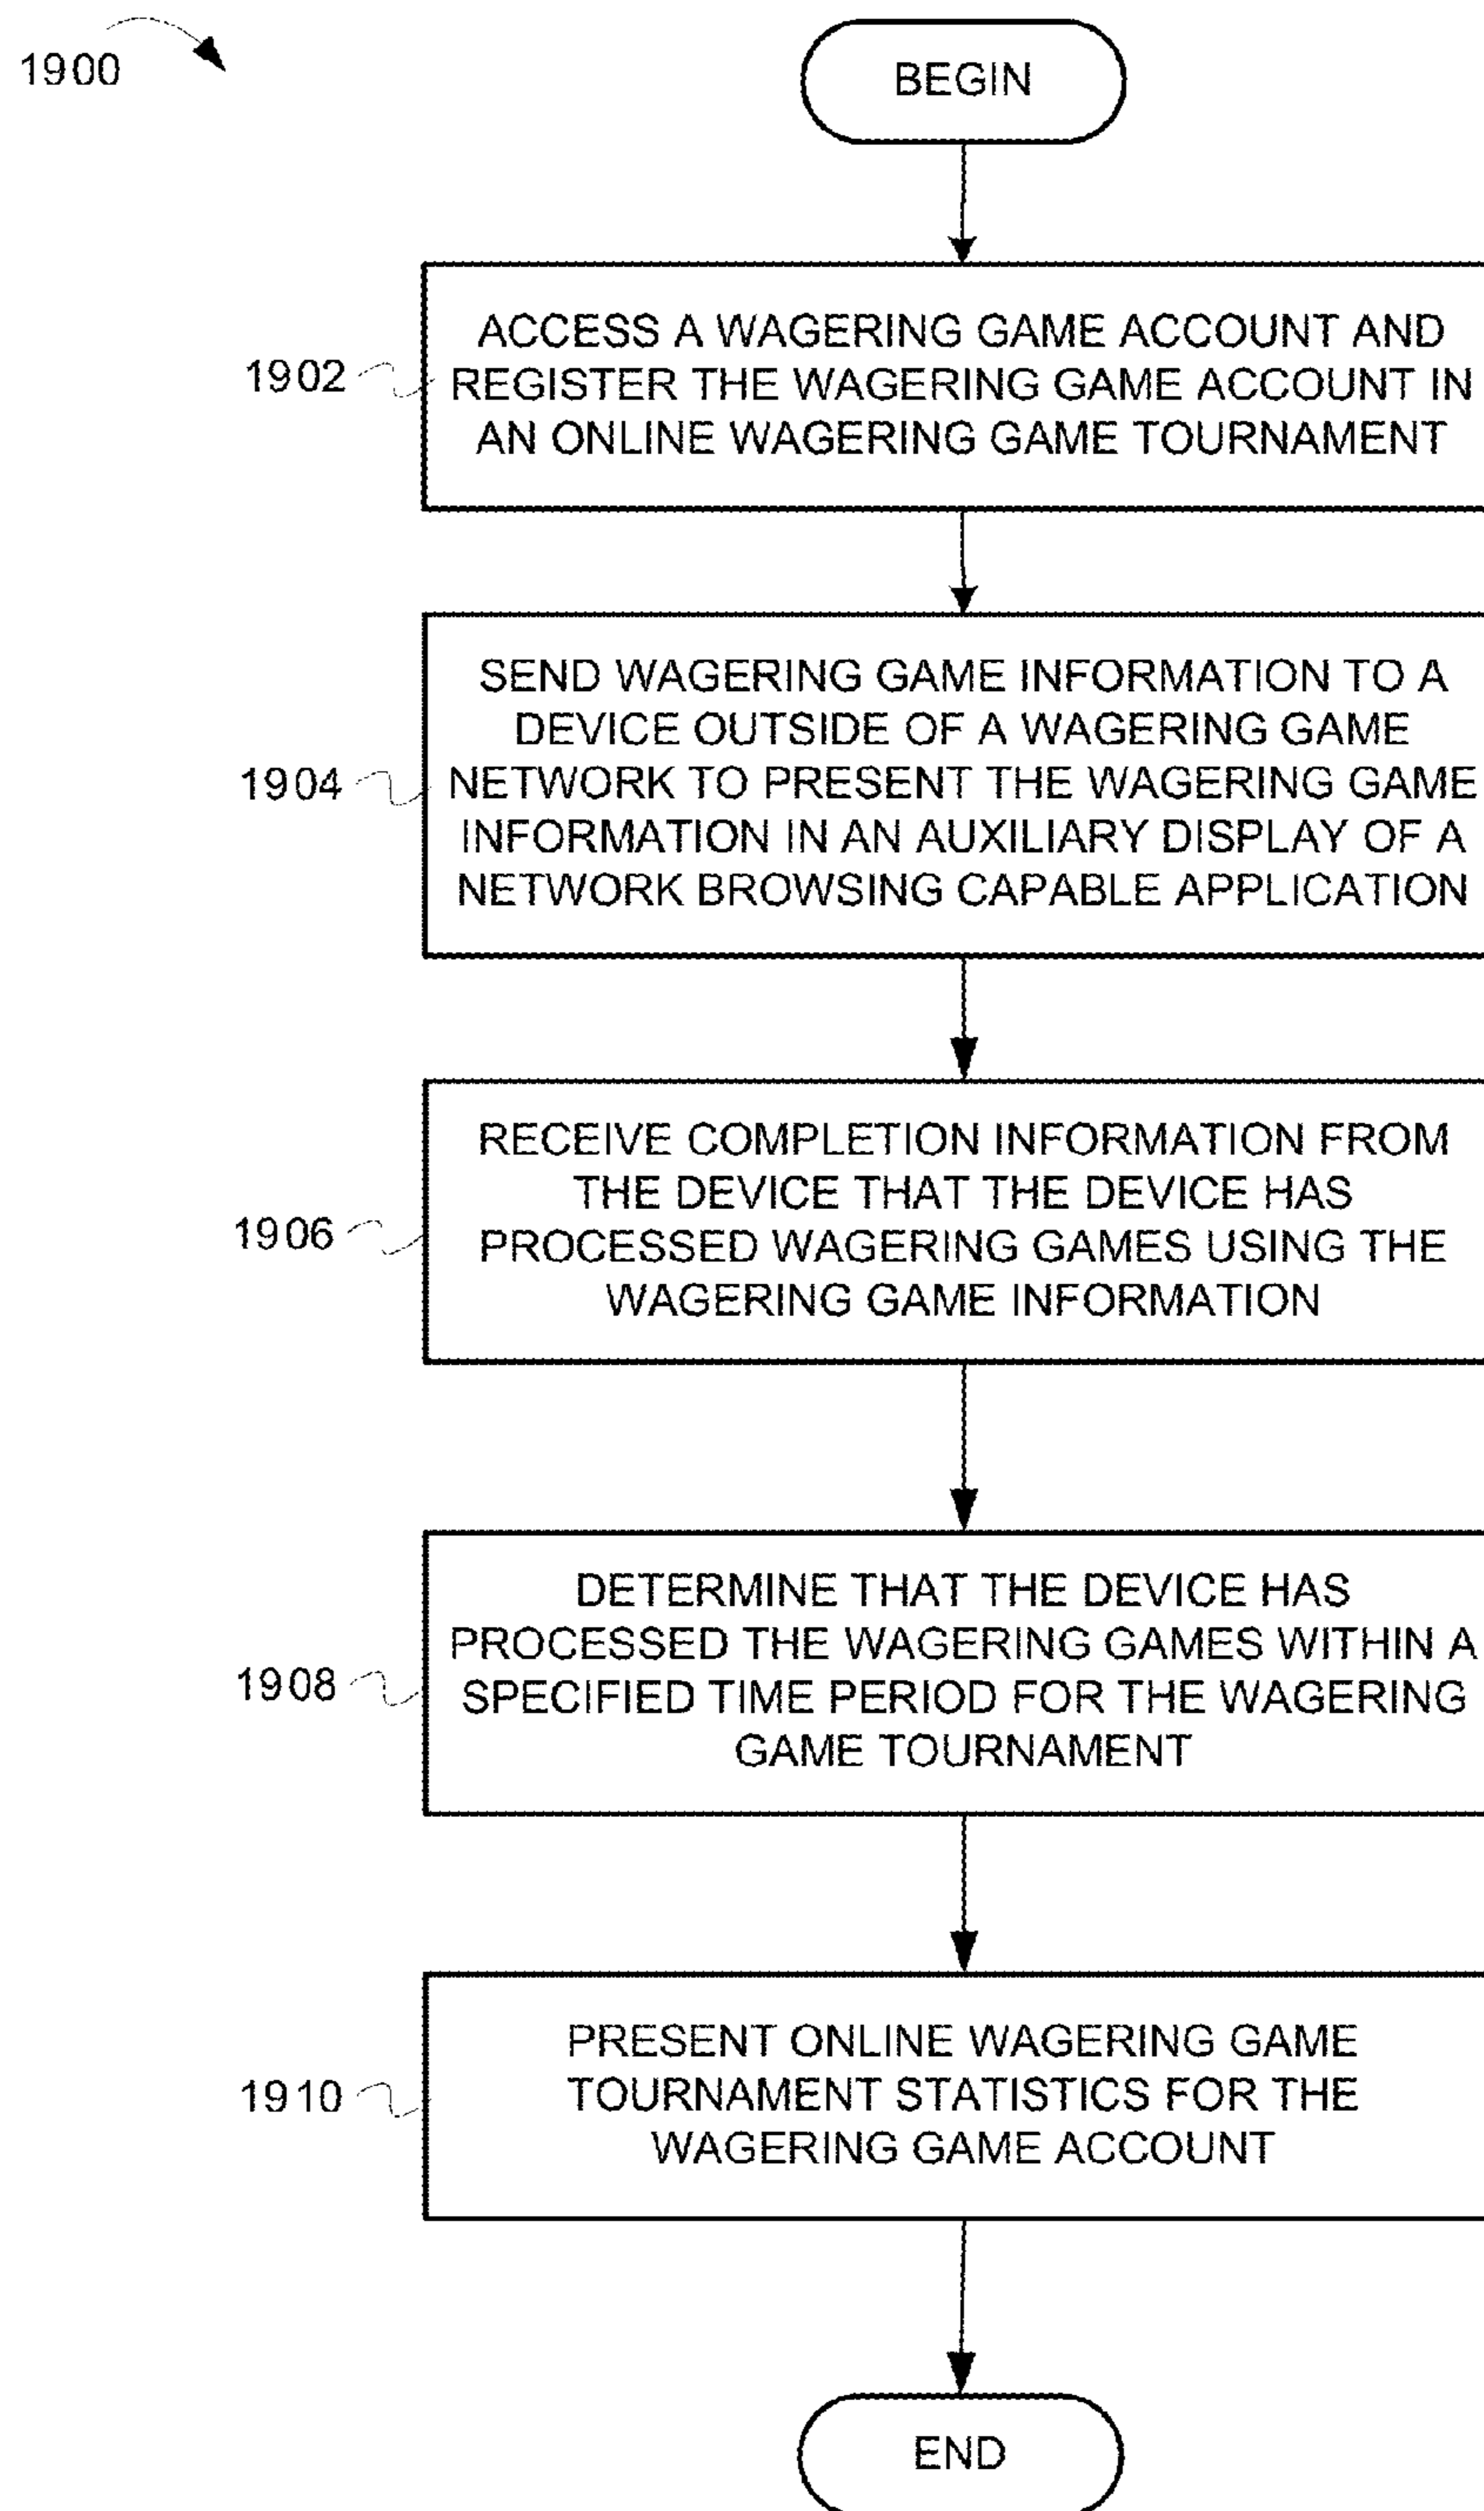 1900
BEGIN
1902
ACCESS A WAGERING GAME ACCOUNT AND
REGISTER THE WAGERING GAME ACCOUNT IN
AN ONLINE WAGERING GAME TOURNAMENT
1904
SEND WAGERING GAME INFORMATION TO A
DEVICE OUTSIDE OF A WAGERING GAME
NETWORK TO PRESENT THE WAGERING GAME
INFORMATION IN AN AUXILIARY DISPLAY OF A
NETWORK BROWSING CAPABLE APPLICATION
1906
RECEIVE COMPLETION INFORMATION FROM
THE DEVICE THAT THE DEVICE HAS
PROCESSED WAGERING GAMES USING THE
WAGERING GAME INFORMATION
1908
DETERMINE THAT THE DEVICE HAS
PROCESSED THE WAGERING GAMES WITHIN A
SPECIFIED TIME PERIOD FOR THE WAGERING
GAME TOURNAMENT
1910
PRESENT ONLINE WAGERING GAME
TOURNAMENT STATISTICS FOR THE
WAGERING GAME ACCOUNT
END